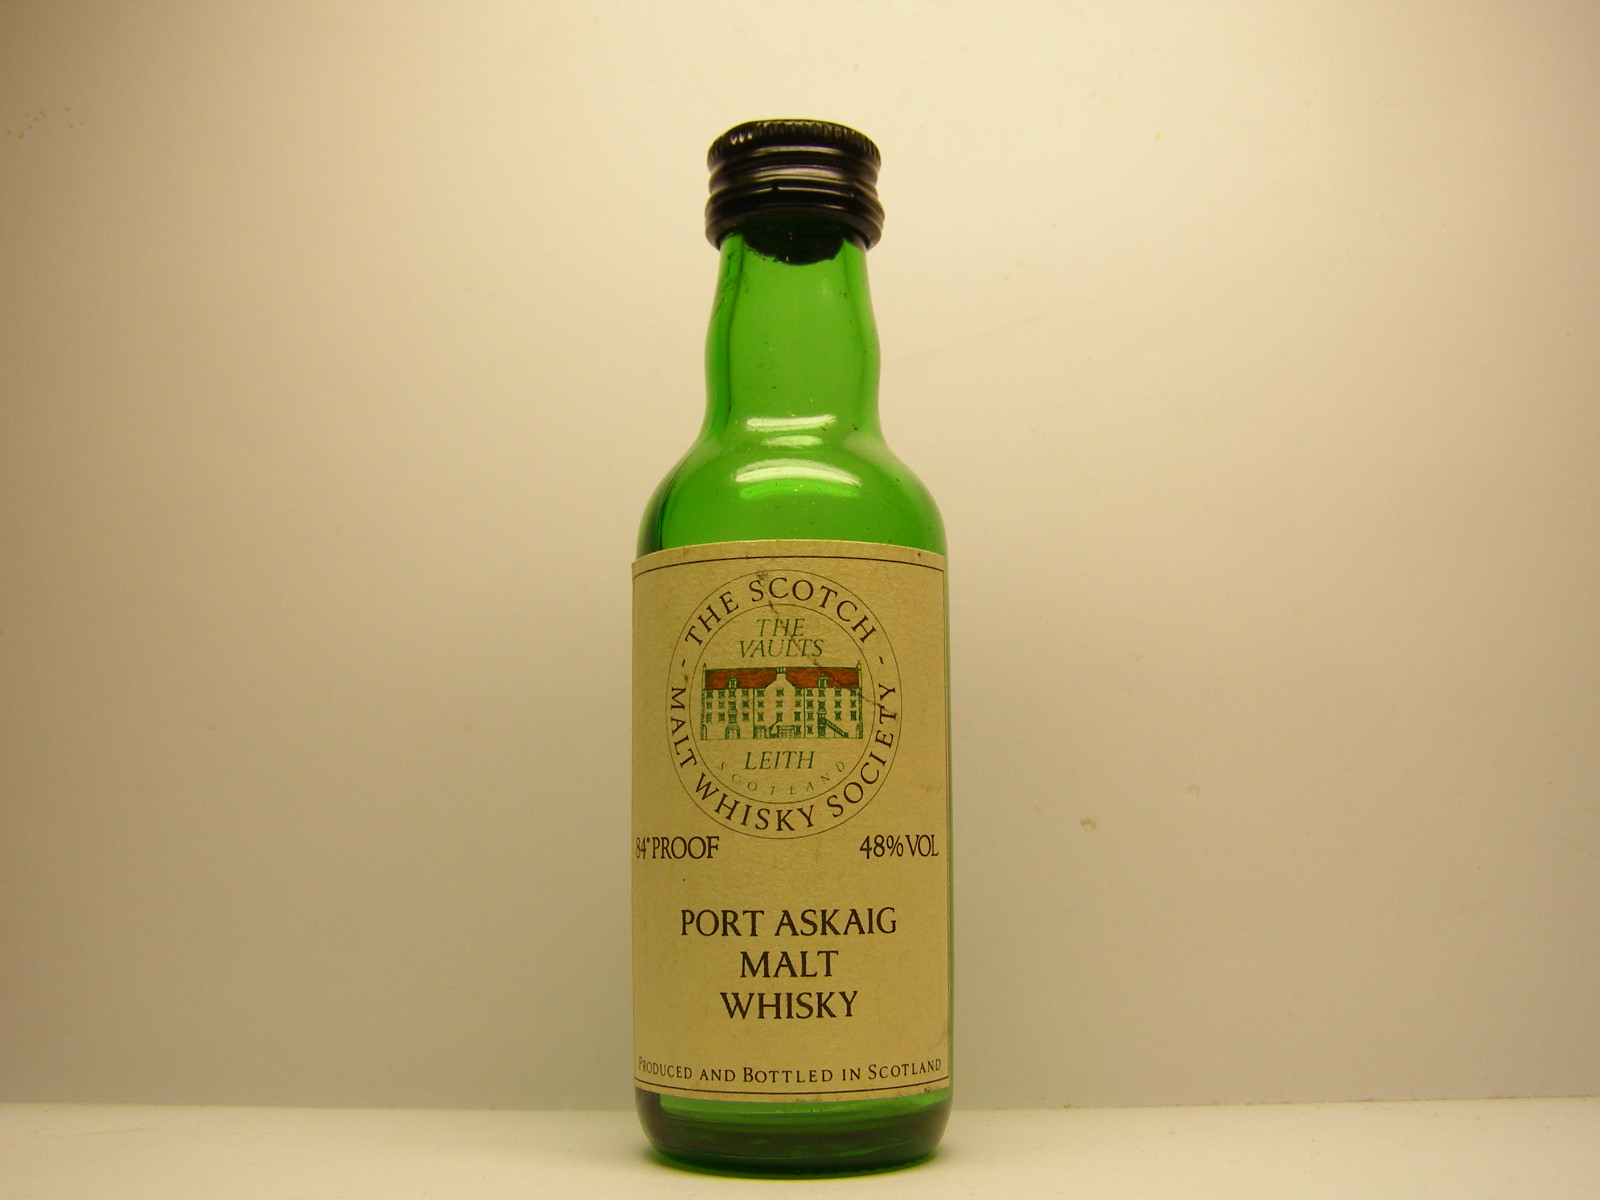 THE SCOTCH
MALT WHISKY SOCIETY
THE
VAULTS
LEITH
SCOTLAND
84° PROOF 48% VOL
PORT ASKAIG
MALT
WHISKY
PRODUCED AND BOTTLED IN SCOTLAND